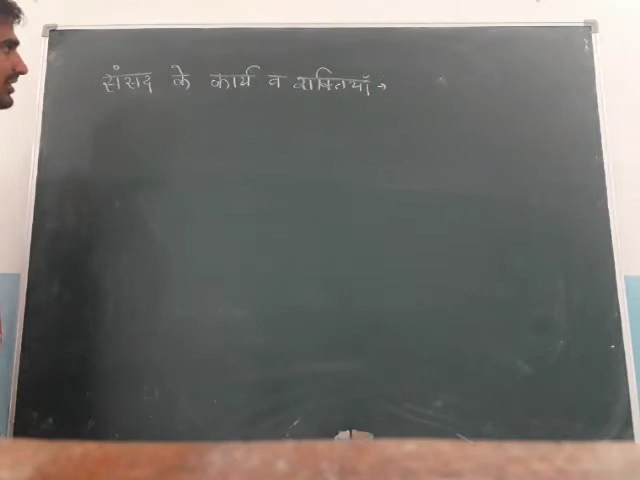 संसद के कार्य व शक्तियाँ →